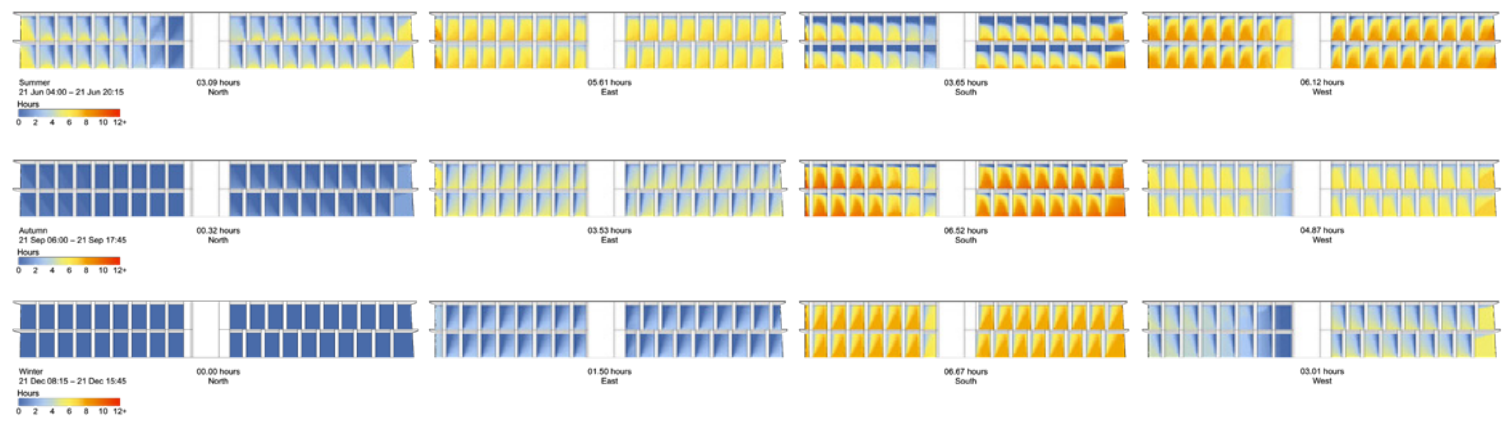 Summer
21 Jun 04:00 – 21 Jun 20:15
Hours
0 2 4 6 8 10 12+
03.09 hours
North
05.61 hours
East
03.65 hours
South
06.12 hours
West
Autumn
21 Sep 06:00 – 21 Sep 17:45
Hours
0 2 4 6 8 10 12+
00.32 hours
North
03.53 hours
East
06.52 hours
South
04.87 hours
West
Winter
21 Dec 08:15 – 21 Dec 15:45
Hours
0 2 4 6 8 10 12+
00.00 hours
North
01.50 hours
East
06.67 hours
South
03.01 hours
West